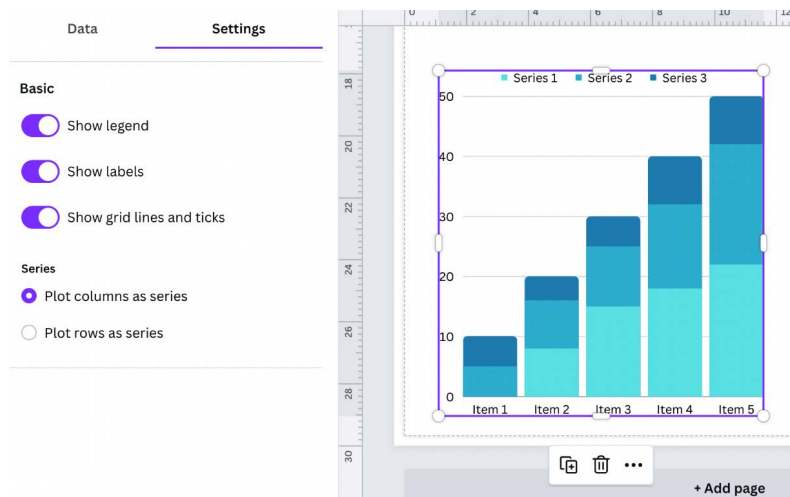 Data Settings
Basic
Show legend
Show labels
Show grid lines and ticks
Series
Plot columns as series
Plot rows as series
0 2 4 6 8 10 12
18
20
22
24
26
28
30
Series 1 Series 2 Series 3
50
40
30
20
10
0
Item 1 Item 2 Item 3 Item 4 Item 5
+ Add page